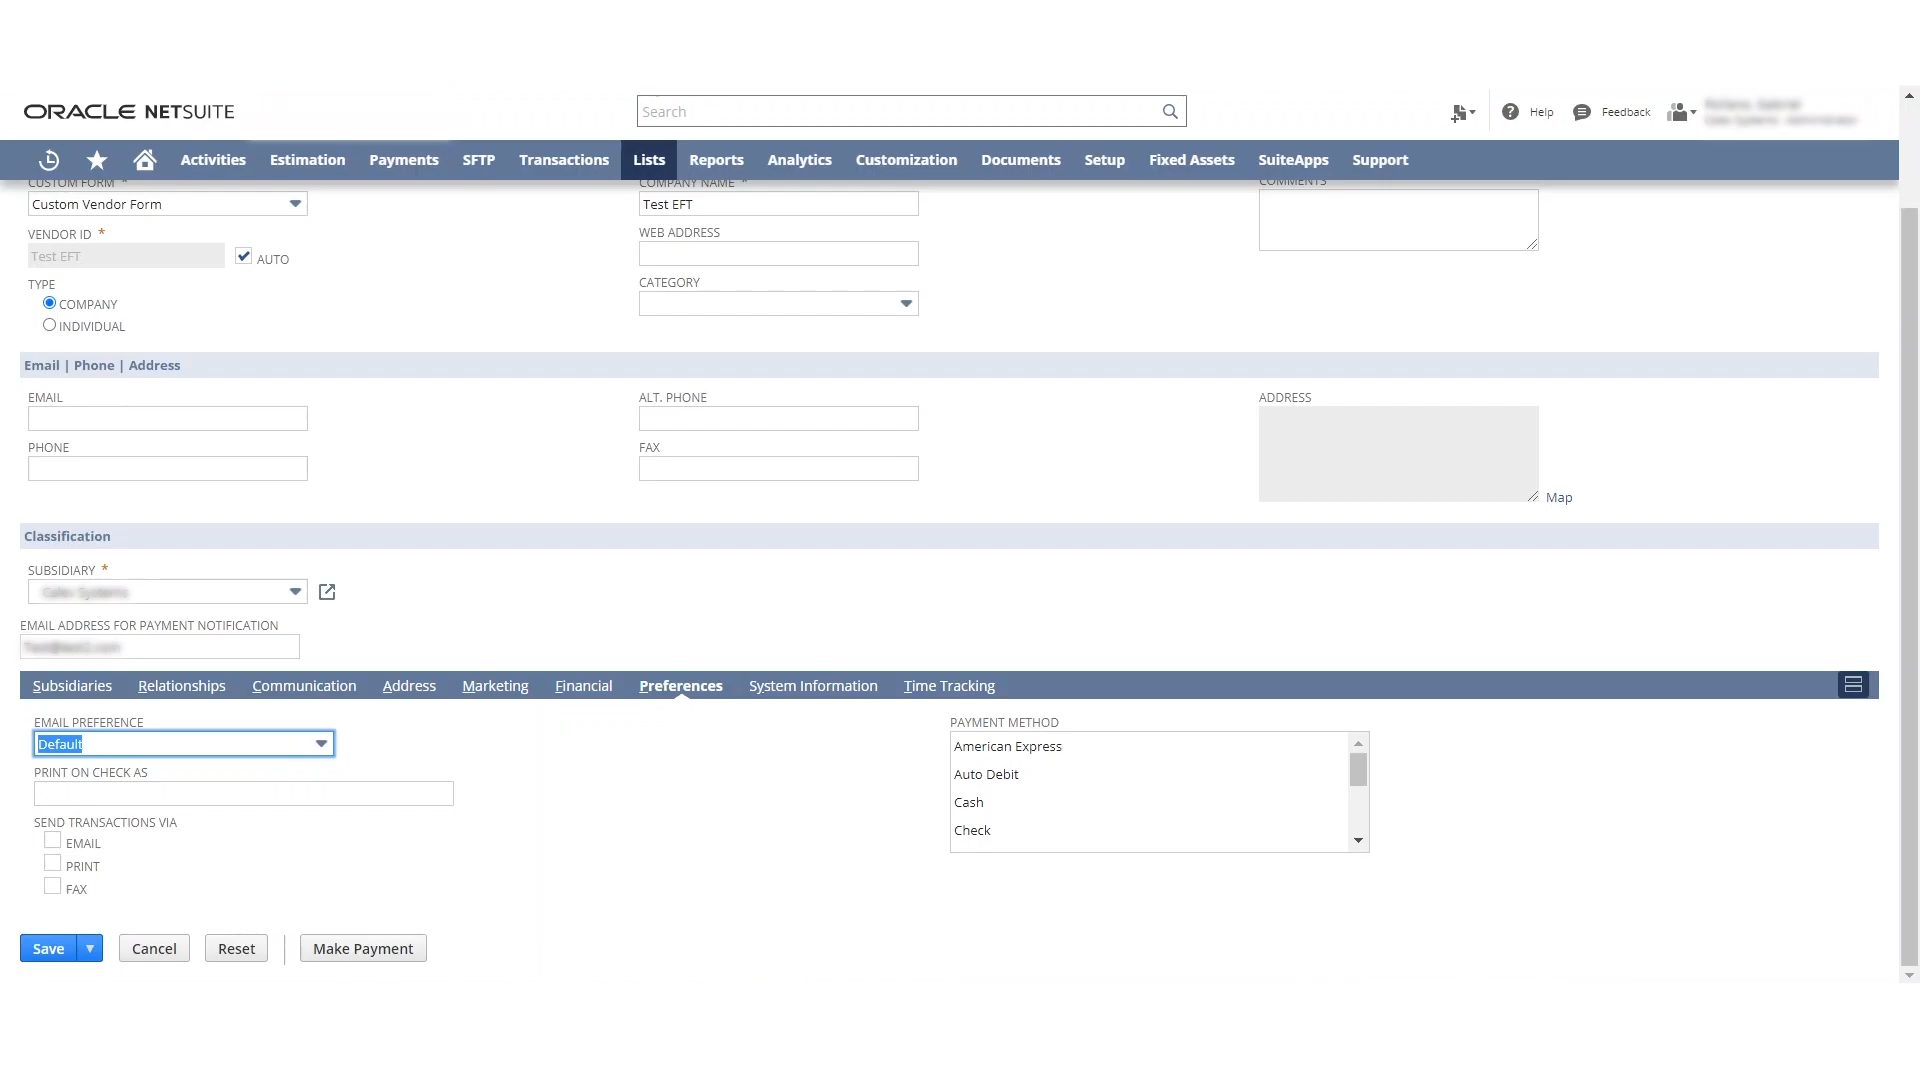 ORACLE NETSUITE
Search
Help
Feedback
Activities
Estimation
Payments
SFTP
Transactions
Lists
Reports
Analytics
Customization
Documents
Setup
Fixed Assets
SuiteApps
Support
CUSTOM FORM *
Custom Vendor Form
VENDOR ID *
Test EFT
AUTO
TYPE
COMPANY
INDIVIDUAL
COMPANY NAME *
Test EFT
WEB ADDRESS
CATEGORY
COMMENTS
Email | Phone | Address
EMAIL
PHONE
ALT. PHONE
FAX
ADDRESS
Map
Classification
SUBSIDIARY *
EMAIL ADDRESS FOR PAYMENT NOTIFICATION
Subsidiaries
Relationships
Communication
Address
Marketing
Financial
Preferences
System Information
Time Tracking
EMAIL PREFERENCE
Default
PRINT ON CHECK AS
SEND TRANSACTIONS VIA
EMAIL
PRINT
FAX
PAYMENT METHOD
American Express
Auto Debit
Cash
Check
Save
Cancel
Reset
Make Payment